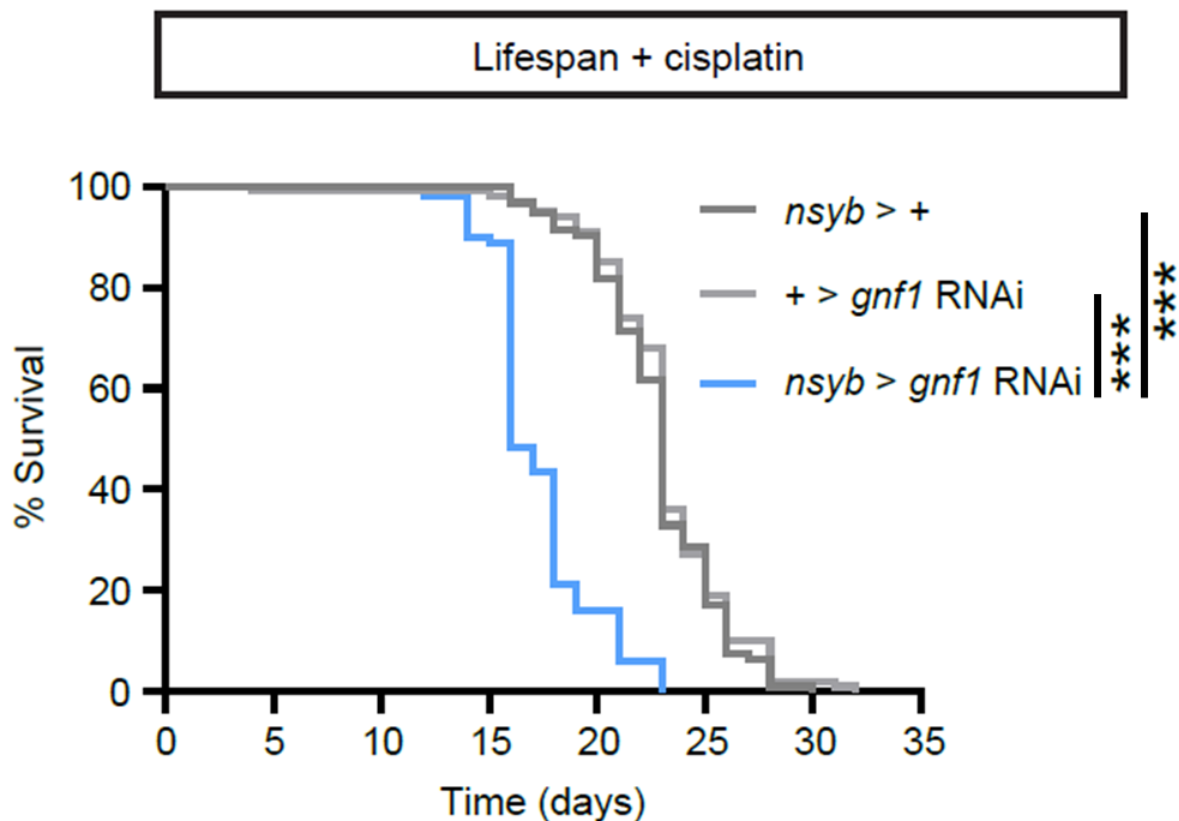 Lifespan + cisplatin
% Survival
100
80
60
40
20
0
0 5 10 15 20 25 30 35
Time (days)
nsyb > +
+ > gnf1 RNAi
nsyb > gnf1 RNAi
***
***